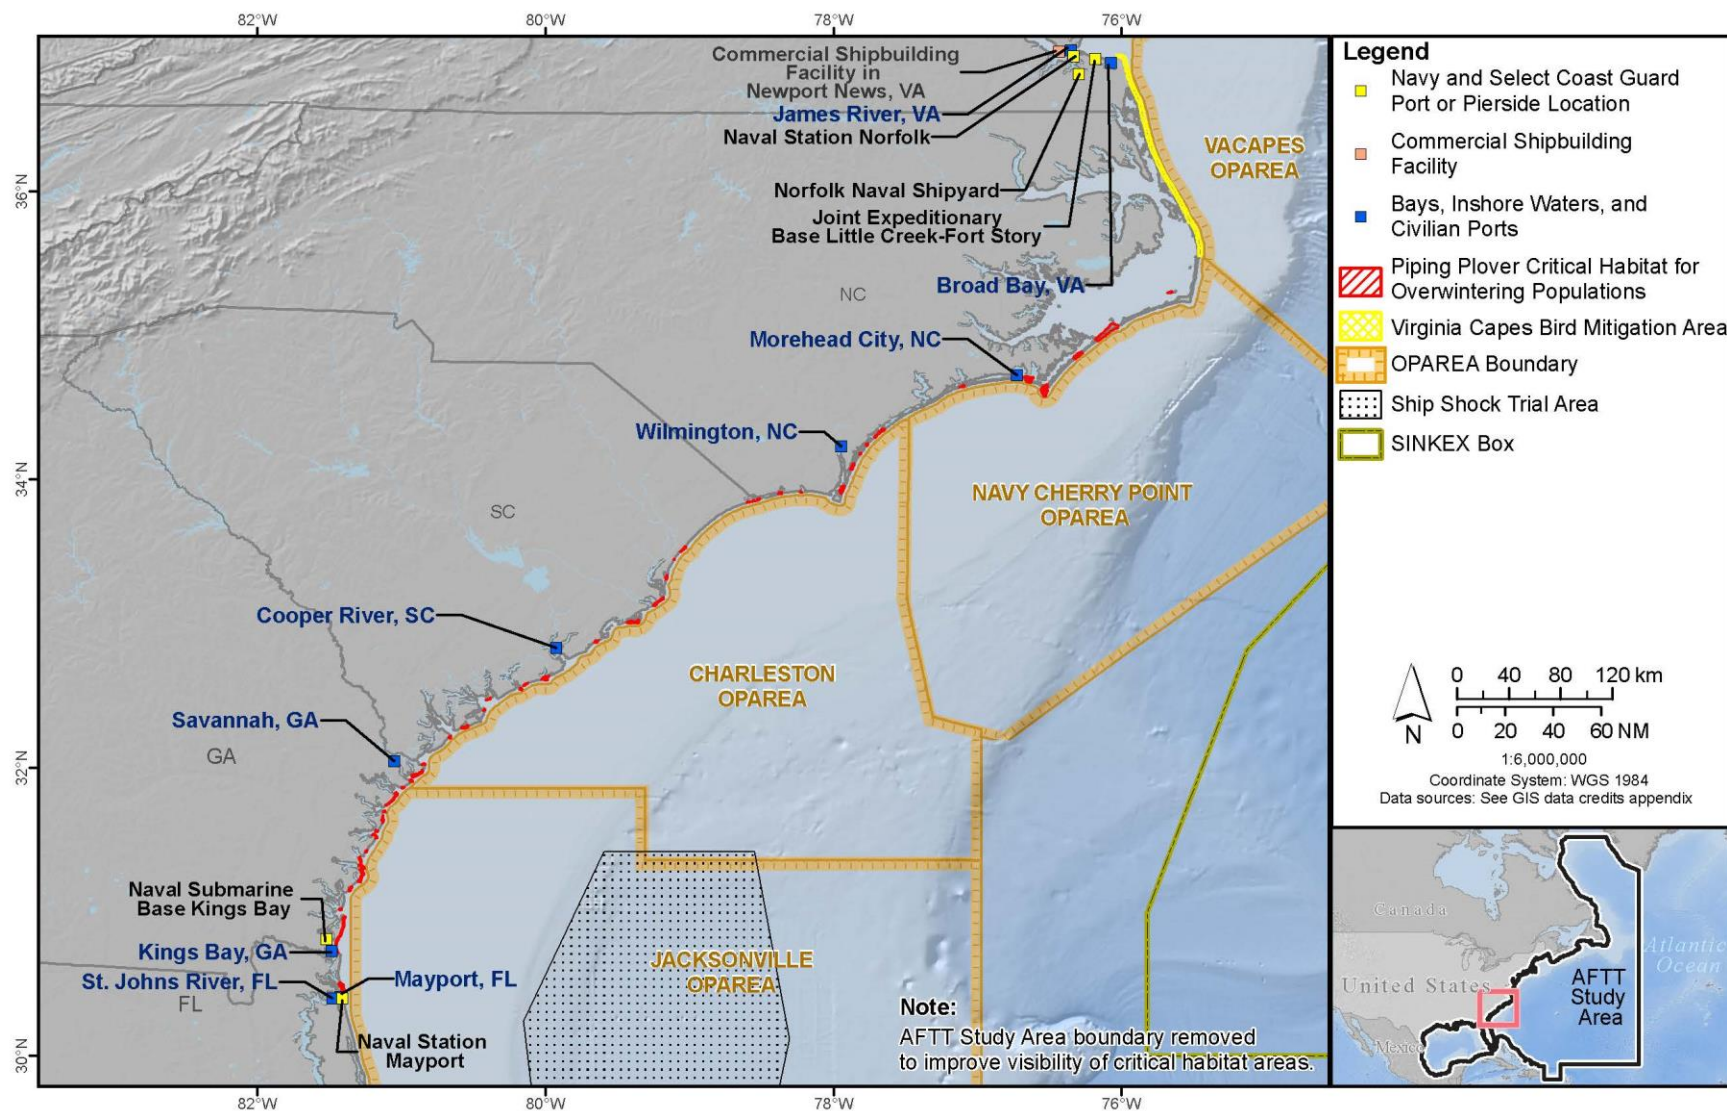 82°W
80°W
78°W
76°W
36°N
34°N
32°N
30°N
82°W
80°W
78°W
76°W
Commercial Shipbuilding
Facility in
Newport News, VA
James River, VA
Naval Station Norfolk
Norfolk Naval Shipyard
Joint Expeditionary
Base Little Creek-Fort Story
Broad Bay, VA
Morehead City, NC
Wilmington, NC
Cooper River, SC
Savannah, GA
Naval Submarine
Base Kings Bay
Kings Bay, GA
St. Johns River, FL
Mayport, FL
Naval Station
Mayport
NC
SC
GA
FL
VACAPES
OPAREA
NAVY CHERRY POINT
OPAREA
CHARLESTON
OPAREA
JACKSONVILLE
OPAREA
Note:
AFTT Study Area boundary removed
to improve visibility of critical habitat areas.
Legend
Navy and Select Coast Guard
Port or Pierside Location
Commercial Shipbuilding
Facility
Bays, Inshore Waters, and
Civilian Ports
Piping Plover Critical Habitat for
Overwintering Populations
Virginia Capes Bird Mitigation Area
OPAREA Boundary
Ship Shock Trial Area
SINKEX Box
N
0 40 80 120 km
0 20 40 60 NM
1:6,000,000
Coordinate System: WGS 1984
Data sources: See GIS data credits appendix
Canada
United States
Mexico
Atlantic
Ocean
AFTT
Study
Area